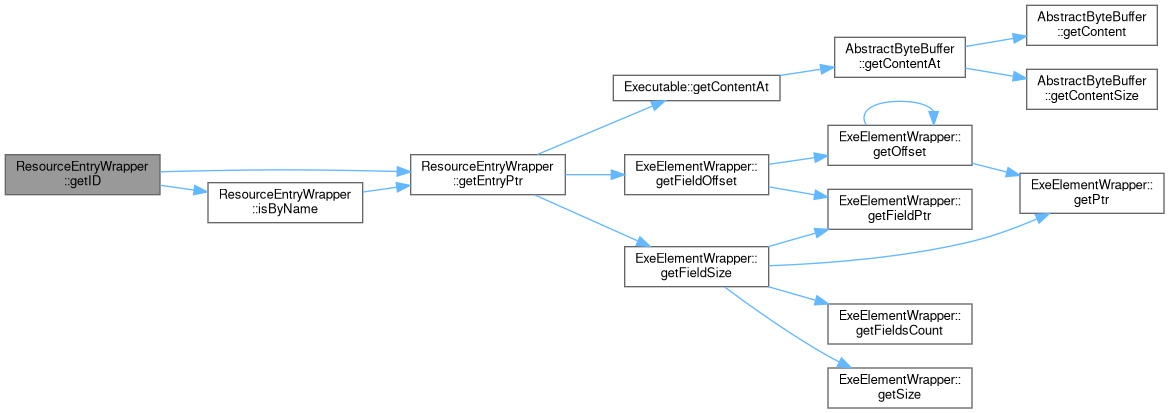 ResourceEntryWrapper
::getID
ResourceEntryWrapper
::isByName
ResourceEntryWrapper
::getEntryPtr
Executable::getContentAt
AbstractByteBuffer
::getContentAt
AbstractByteBuffer
::getContent
AbstractByteBuffer
::getContentSize
ExeElementWrapper::
getFieldOffset
ExeElementWrapper::
getOffset
ExeElementWrapper::
getFieldPtr
ExeElementWrapper::
getPtr
ExeElementWrapper::
getFieldSize
ExeElementWrapper::
getFieldsCount
ExeElementWrapper::
getSize